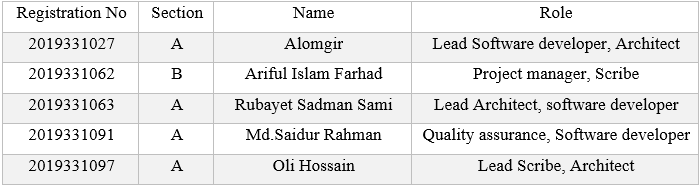 Registration No Section Name Role
2019331027 A Alomgir Lead Software developer, Architect
2019331062 B Ariful Islam Farhad Project manager, Scribe
2019331063 A Rubayet Sadman Sami Lead Architect, software developer
2019331091 A Md.Saidur Rahman Quality assurance, Software developer
2019331097 A Oli Hossain Lead Scribe, Architect